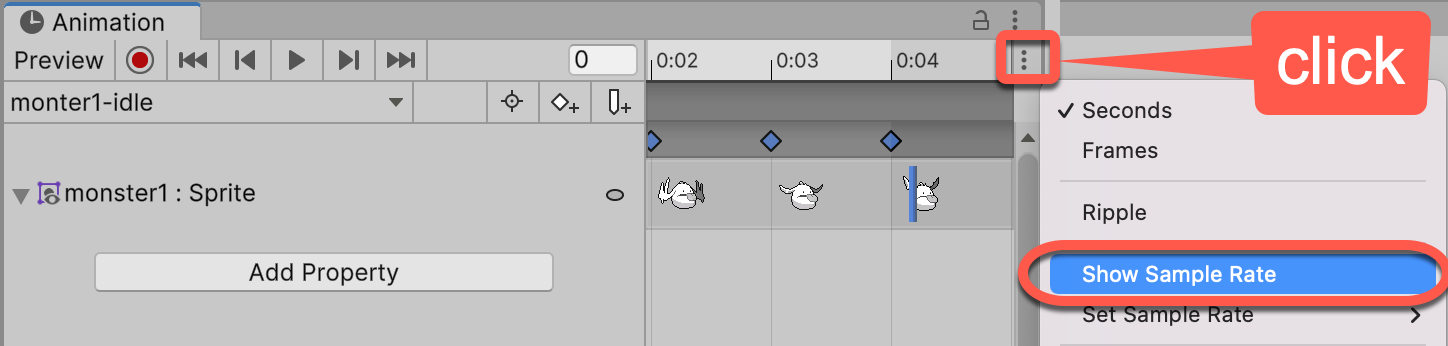 Animation
Preview
0
0:02
0:03
0:04
click
monter1-idle
Seconds
Frames
monster1 : Sprite
Ripple
Add Property
Show Sample Rate
Set Sample Rate